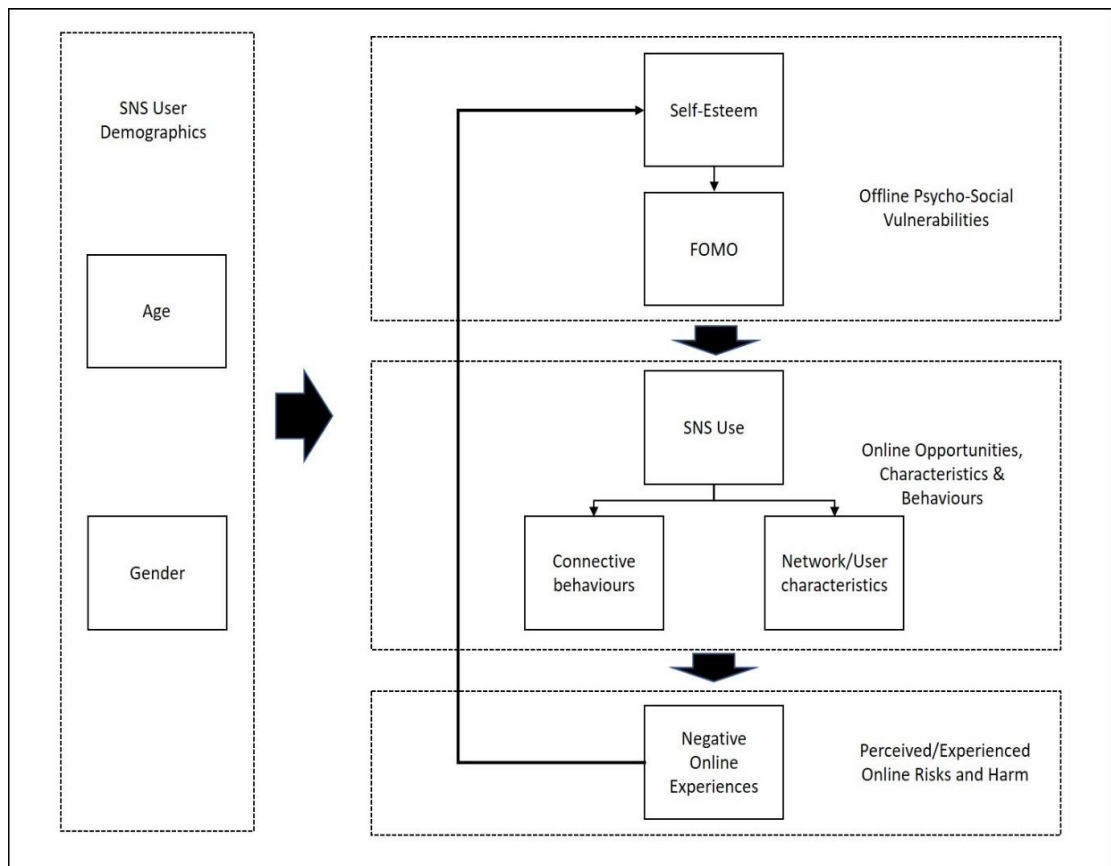 SNS User
Demographics
Age
Gender
Self-Esteem
FOMO
Offline Psycho-Social
Vulnerabilities
SNS Use
Connective
behaviours
Network/User
characteristics
Online Opportunities,
Characteristics &
Behaviours
Negative
Online
Experiences
Perceived/Experienced
Online Risks and Harm